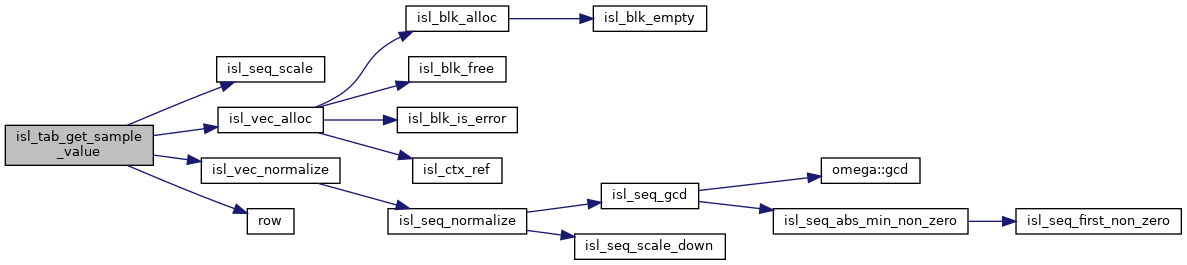 isl_tab_get_sample
_value
isl_seq_scale
isl_vec_alloc
isl_blk_alloc
isl_blk_empty
isl_blk_free
isl_blk_is_error
isl_ctx_ref
isl_vec_normalize
isl_seq_normalize
isl_seq_gcd
omega::gcd
isl_seq_abs_min_non_zero
isl_seq_first_non_zero
isl_seq_scale_down
row